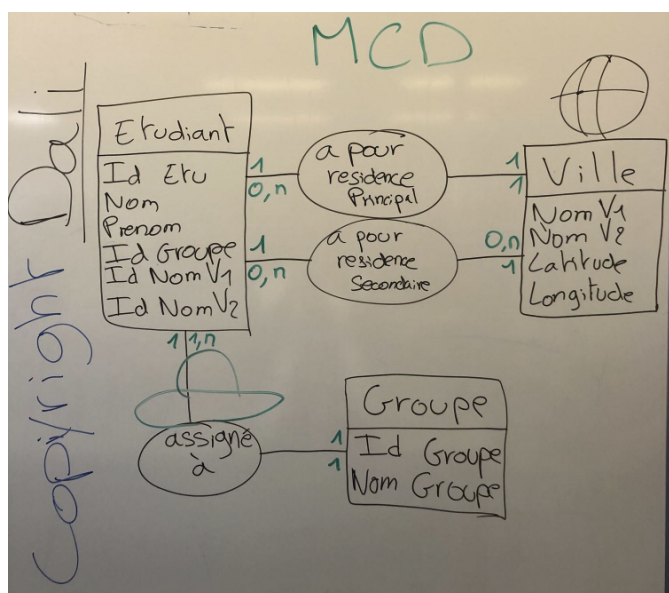 MCD
Copyright Dali
Etudiant
Id Etu
Nom
Prenom
Id Groupe
Id Nom V1
Id Nom V2
1
0,n
a pour
residence
Principal
1
1
1
0,n
a pour
residence
Secondaire
0,n
1
Ville
Nom V1
Nom V2
Latitude
Longitude
1 1,n
assigné
à
1
1
Groupe
Id Groupe
Nom Groupe